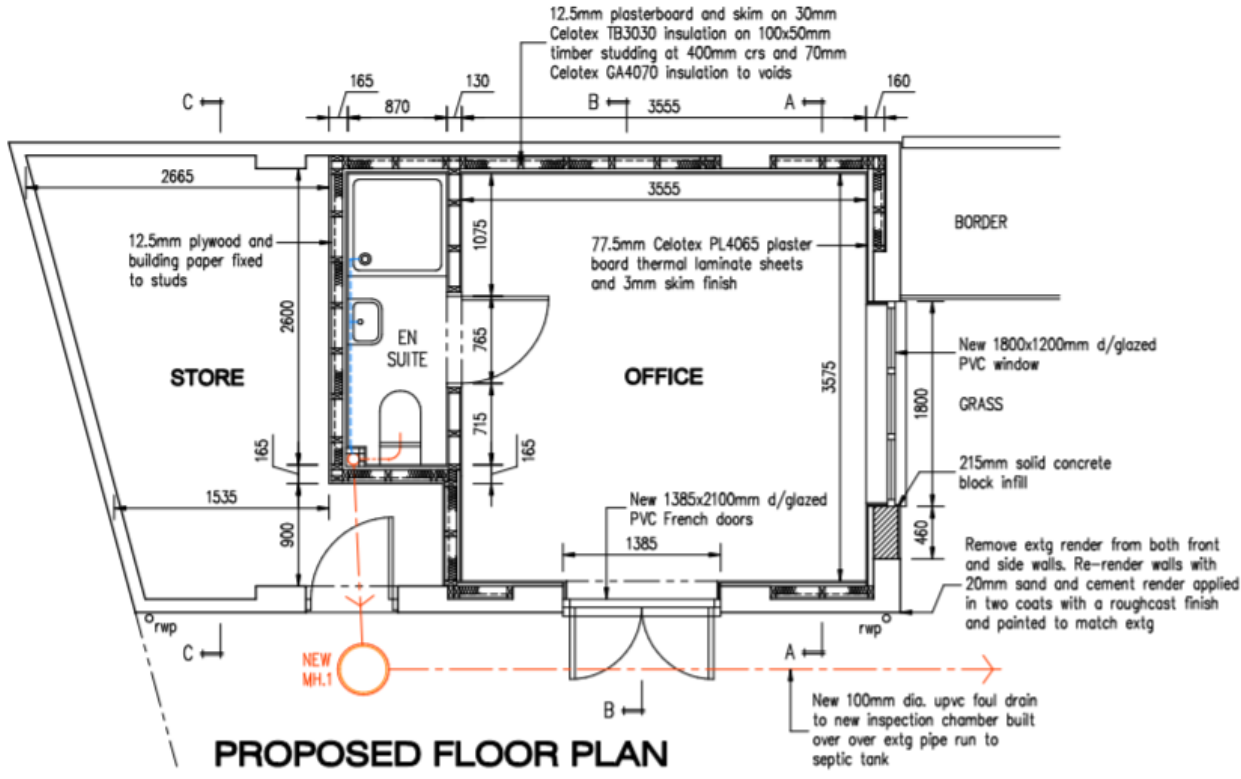 12.5mm plasterboard and skim on 30mm
Celotex TB3030 insulation on 100x50mm
timber studding at 400mm crs and 70mm
Celotex GA4070 insulation to voids
165
130
160
C
870
B
3555
A
2665
3555
BORDER
12.5mm plywood and
building paper fixed
to studs
1075
77.5mm Celotex PL4065 plaster
board thermal laminate sheets
and 3mm skim finish
2600
EN
SUITE
765
New 1800x1200mm d/glazed
PVC window
STORE
OFFICE
3575
1800
GRASS
715
165
165
215mm solid concrete
block infill
1535
900
New 1385x2100mm d/glazed
PVC French doors
1385
460
Remove extg render from both front
and side walls. Re-render walls with
20mm sand and cement render applied
in two coats with a roughcast finish
and painted to match extg
rwp
rwp
C
NEW
MH.1
A
B
New 100mm dia. upvc foul drain
to new inspection chamber built
over over extg pipe run to
septic tank
PROPOSED FLOOR PLAN